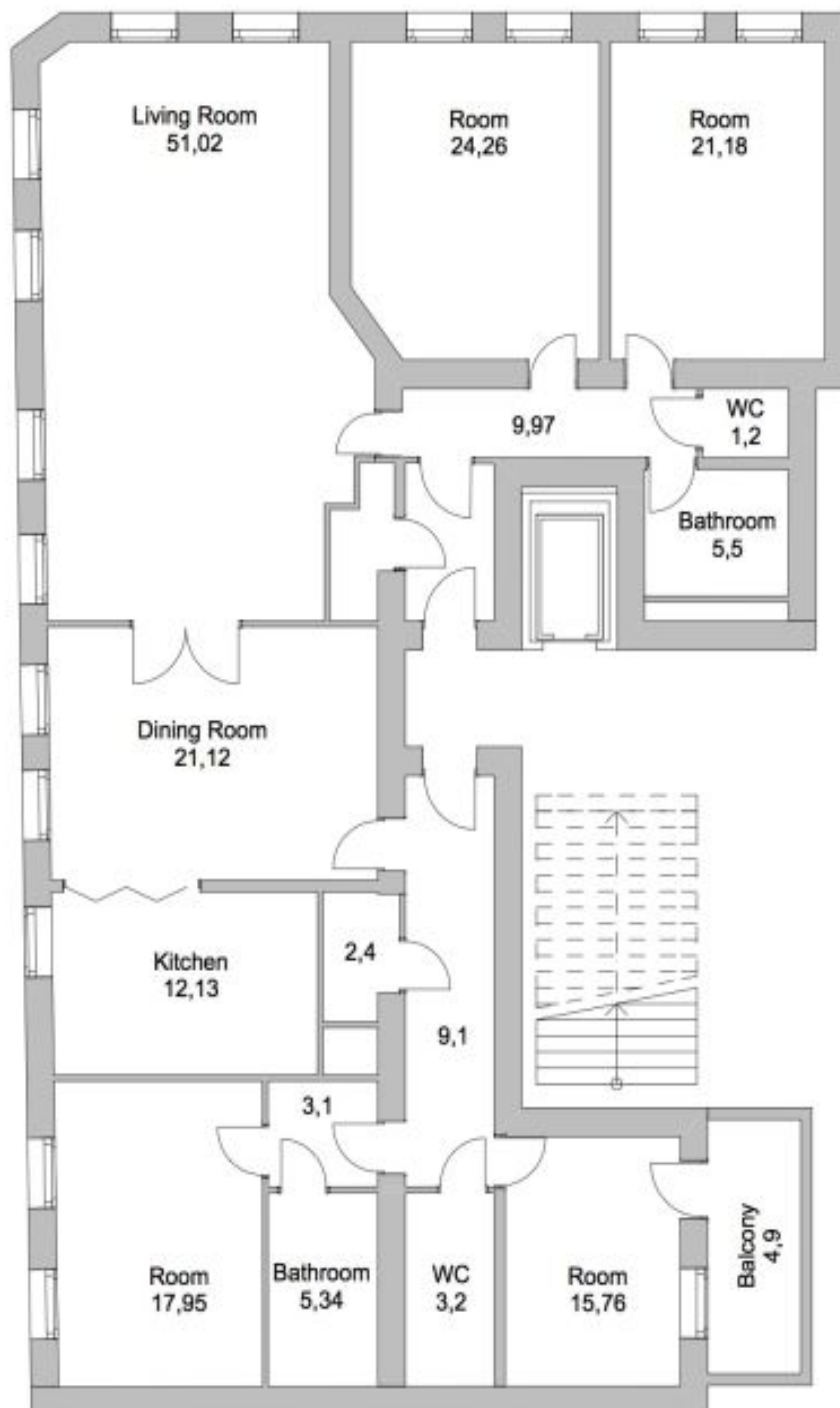 Living Room
51,02
Room
24,26
Room
21,18
9,97
WC
1,2
Bathroom
5,5
Dining Room
21,12
Kitchen
12,13
2,4
9,1
3,1
Room
17,95
Bathroom
5,34
WC
3,2
Room
15,76
Balcony
4,9